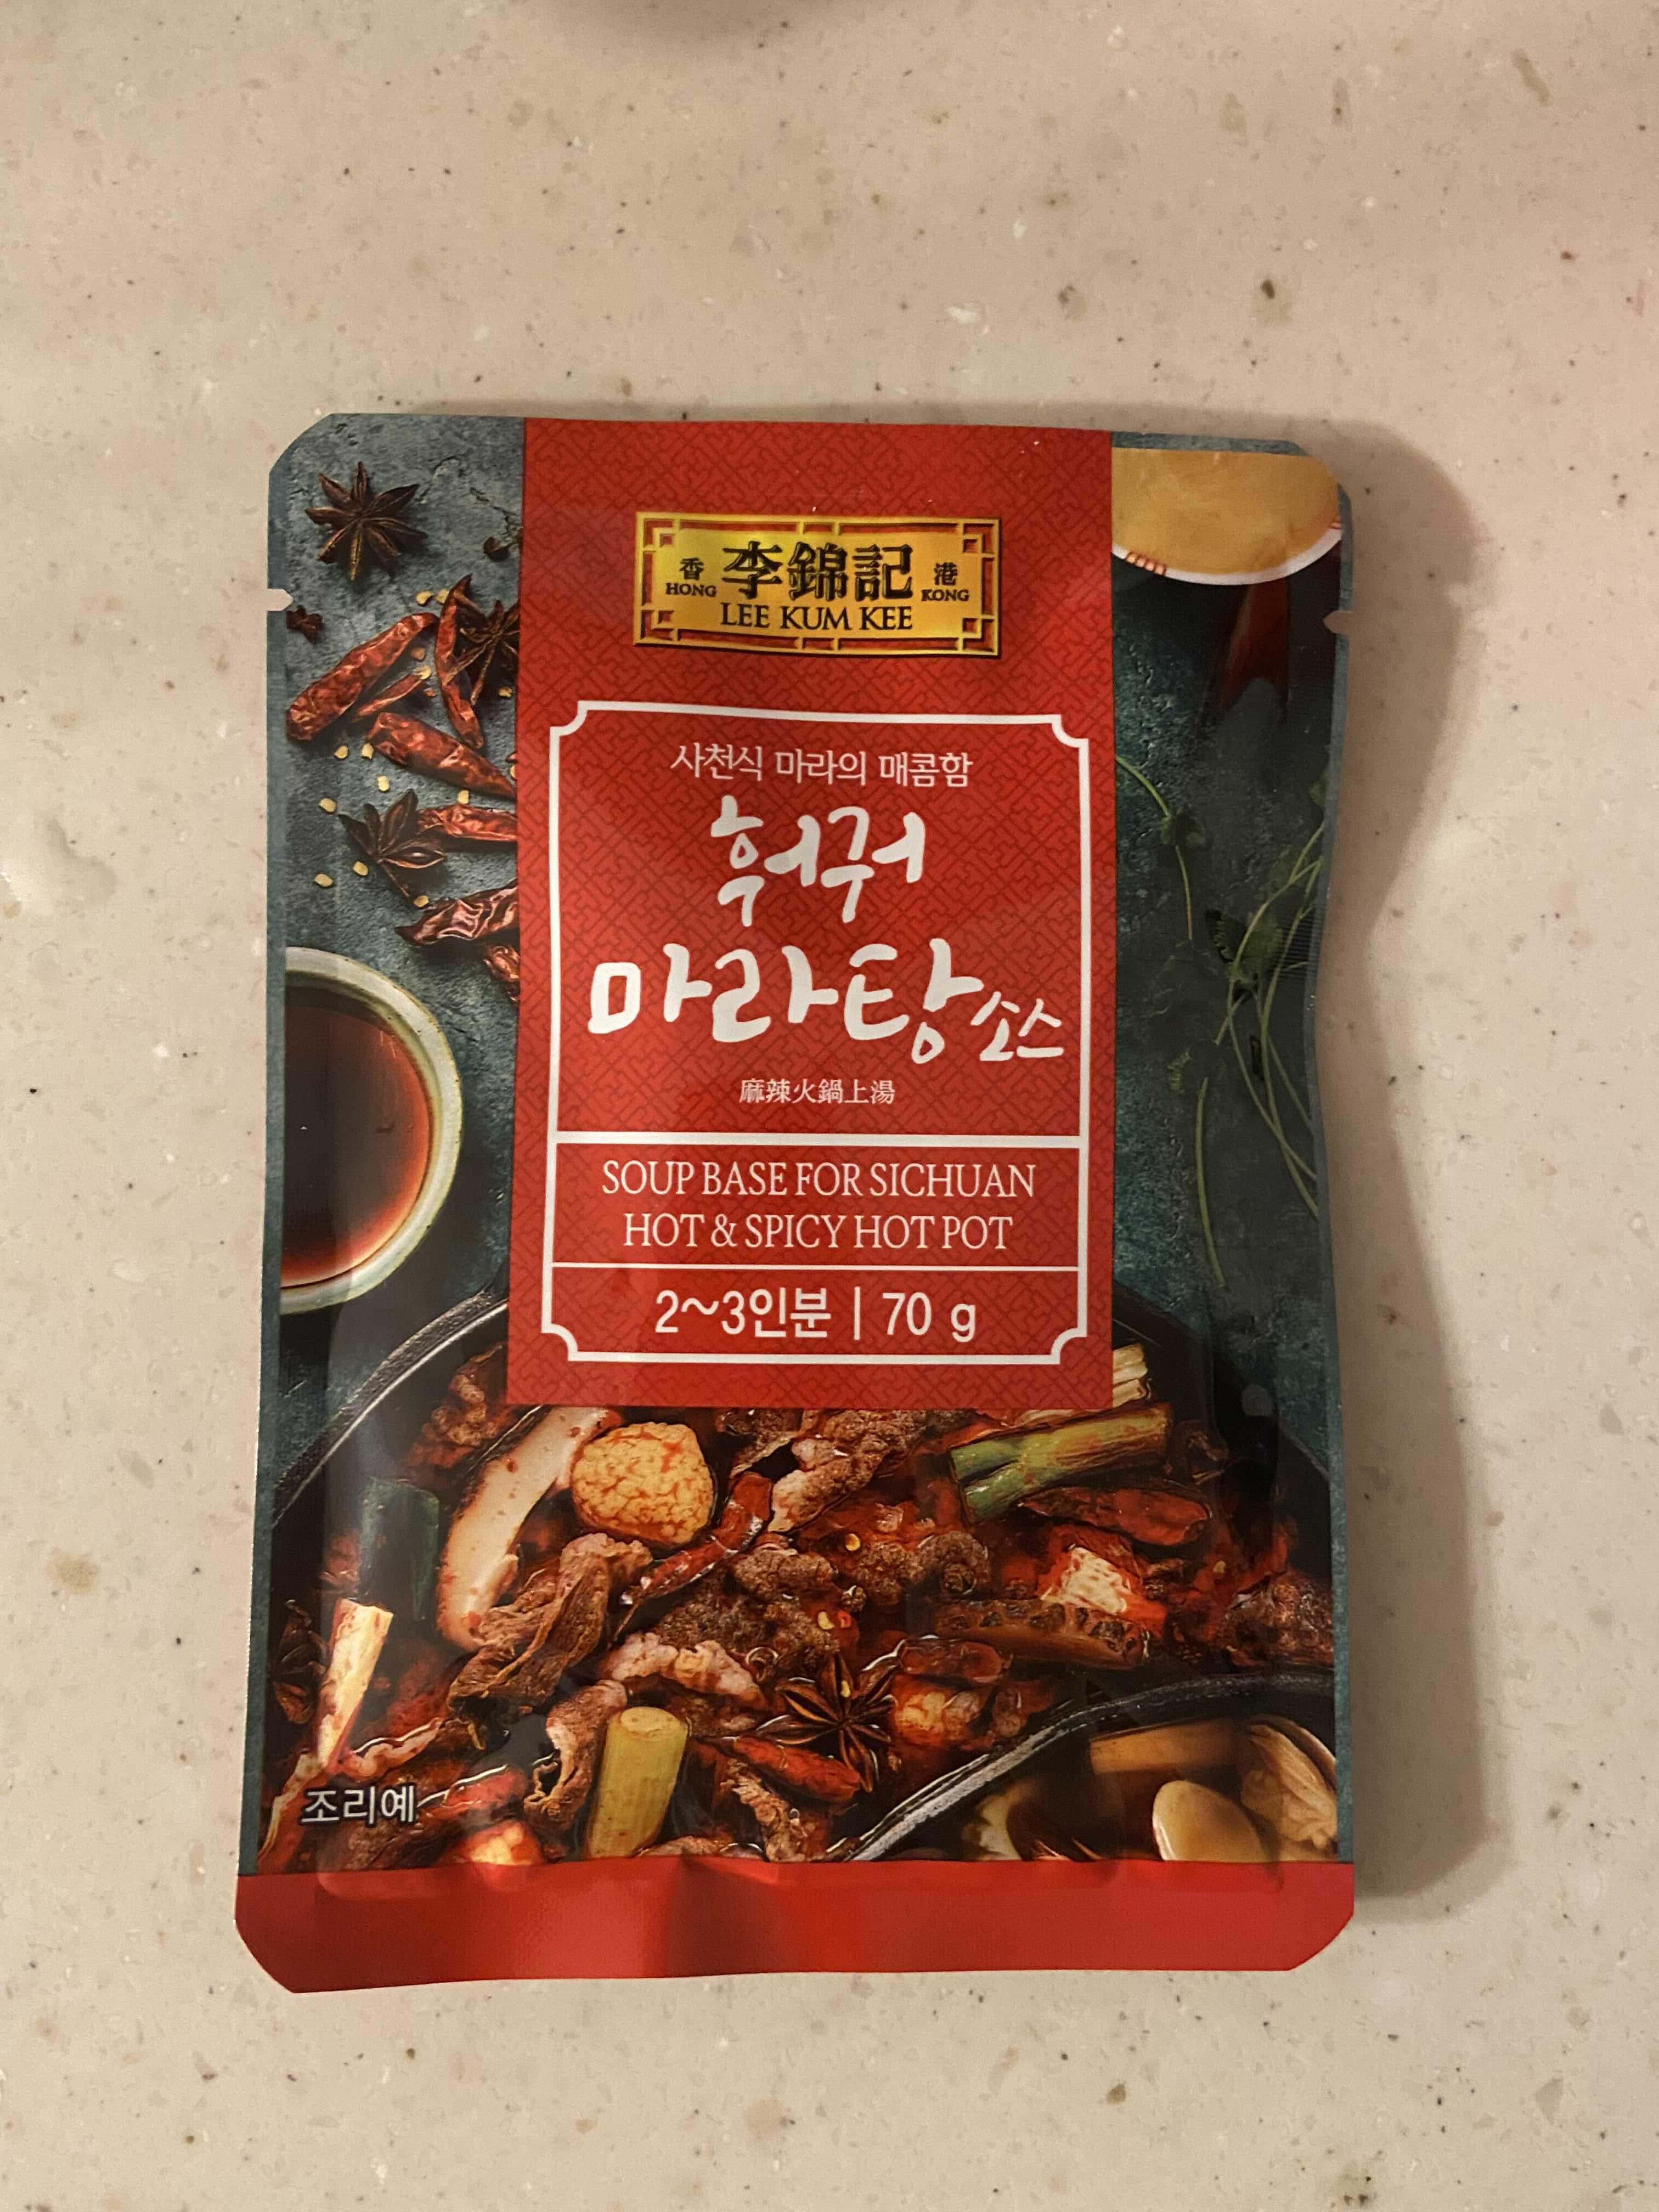 香 李錦記 港
HONG LEE KUM KEE KONG
사천식 마라의 매콤함
훠궈
마라탕소스
麻辣火鍋上湯
SOUP BASE FOR SICHUAN
HOT & SPICY HOT POT
2~3인분 | 70 g
조리예